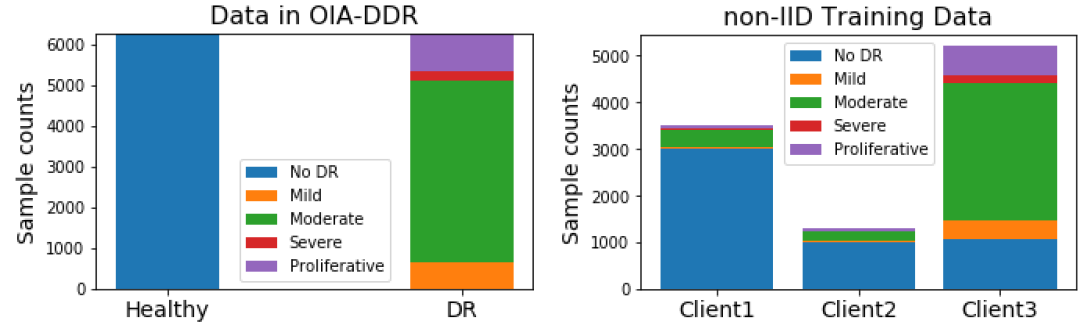 Data in OIA-DDR
Sample counts
6000
5000
4000
3000
2000
1000
0
No DR
Mild
Moderate
Severe
Proliferative
Healthy
DR
non-IID Training Data
Sample counts
5000
4000
3000
2000
1000
0
No DR
Mild
Moderate
Severe
Proliferative
Client1
Client2
Client3